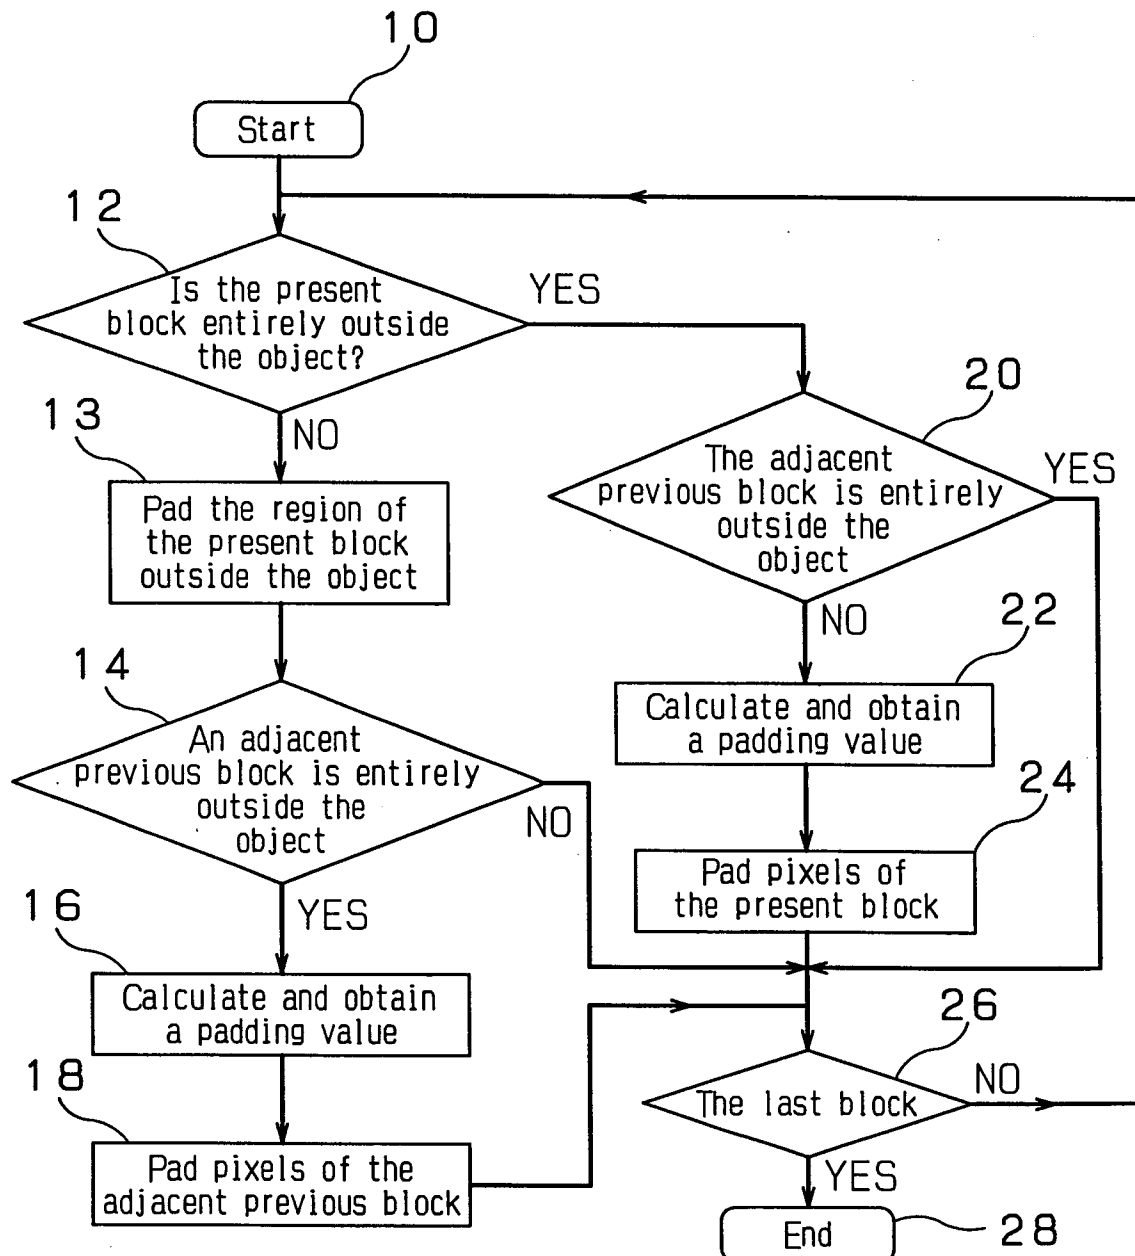 10
Start
12
Is the present
block entirely outside
the object?
YES
NO
13
Pad the region of
the present block
outside the object
14
An adjacent
previous block is entirely
outside the
object
NO
YES
16
Calculate and obtain
a padding value
18
Pad pixels of the
adjacent previous block
20
The adjacent
previous block is entirely
outside the
object
YES
NO
22
Calculate and obtain
a padding value
24
Pad pixels of
the present block
26
The last block
NO
YES
End
28